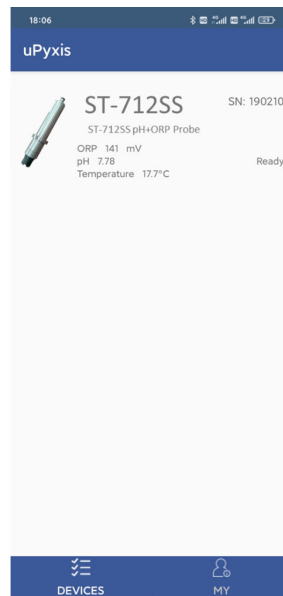 18:06
uPyxis
ST-712SS SN: 190210
ST-712SS pH+ORP Probe
ORP 141 mV
pH 7.78 Ready
Temperature 17.7°C
DEVICES MY